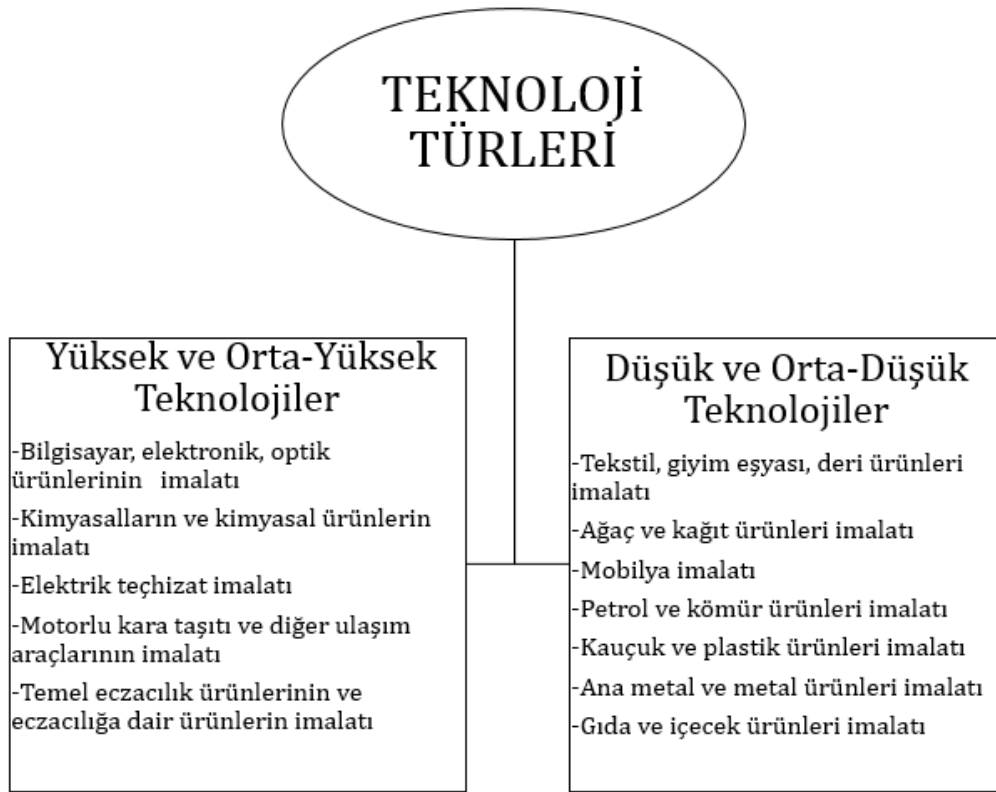 TEKNOLOJİ
TÜRLERİ
Yüksek ve Orta-Yüksek
Teknolojiler
-Bilgisayar, elektronik, optik
ürünlerinin imalatı
-Kimyasalların ve kimyasal ürünlerin
imalatı
-Elektrik teçhizat imalatı
-Motorlu kara taşıtı ve diğer ulaşım
araçlarının imalatı
-Temel eczacılık ürünlerinin ve
eczacılığa dair ürünlerin imalatı
Düşük ve Orta-Düşük
Teknolojiler
-Tekstil, giyim eşyası, deri ürünleri
imalatı
-Ağaç ve kağıt ürünleri imalatı
-Mobilya imalatı
-Petrol ve kömür ürünleri imalatı
-Kauçuk ve plastik ürünleri imalatı
-Ana metal ve metal ürünleri imalatı
-Gıda ve içecek ürünleri imalatı